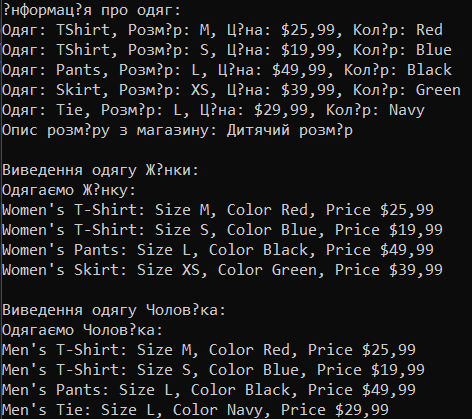 ?нформац?я про одяг:
Одяг: TShirt, Розм?р: M, Ц?на: $25,99, Кол?р: Red
Одяг: TShirt, Розм?р: S, Ц?на: $19,99, Кол?р: Blue
Одяг: Pants, Розм?р: L, Ц?на: $49,99, Кол?р: Black
Одяг: Skirt, Розм?р: XS, Ц?на: $39,99, Кол?р: Green
Одяг: Tie, Розм?р: L, Ц?на: $29,99, Кол?р: Navy
Опис розм?ру з магазину: Дитячий розм?р

Виведення одягу Ж?нки:
Одягаємо Ж?нку:
Women's T-Shirt: Size M, Color Red, Price $25,99
Women's T-Shirt: Size S, Color Blue, Price $19,99
Women's Pants: Size L, Color Black, Price $49,99
Women's Skirt: Size XS, Color Green, Price $39,99

Виведення одягу Чолов?ка:
Одягаємо Чолов?ка:
Men's T-Shirt: Size M, Color Red, Price $25,99
Men's T-Shirt: Size S, Color Blue, Price $19,99
Men's Pants: Size L, Color Black, Price $49,99
Men's Tie: Size L, Color Navy, Price $29,99